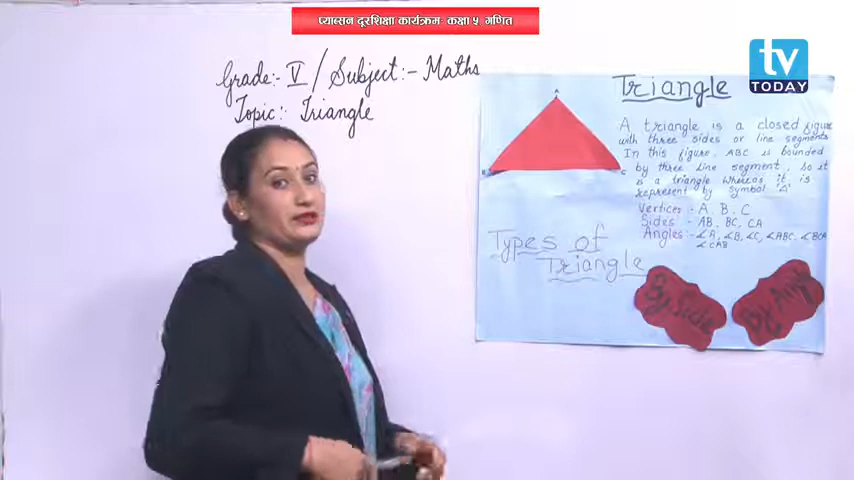 प्याब्सन दूरशिक्षा कार्यक्रमः कक्षा ५ गणित
tv
TODAY
Grade:- V / Subject:- Maths
Topic: Triangle
Triangle
A
B
C
A triangle is a closed figure
with three sides or line segments
In this figure, ABC is bounded
by three line segment, so it
is a triangle whereas it is
represent by symbol 'Δ'
Vertices - A, B, C
Sides - AB, BC, CA
Angles - ∠A, ∠B, ∠C, ∠ABC, ∠BCA
∠CAB
Types of
Triangle
By Side
By Angle